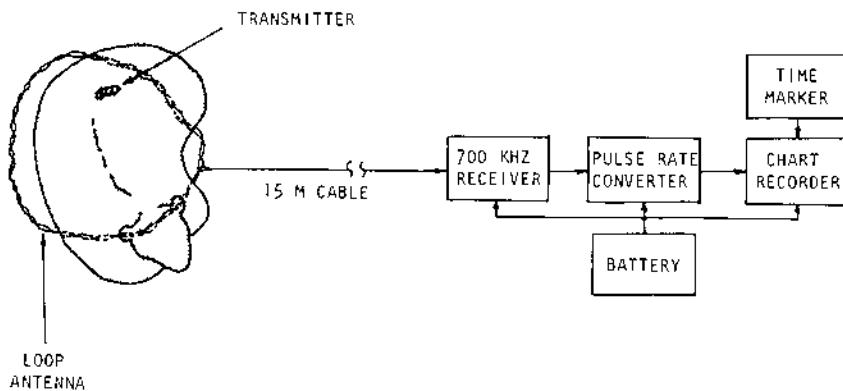 TRANSMITTER
TIME
MARKER
700 KHZ
RECEIVER
PULSE RATE
CONVERTER
CHART
RECORDER
15 M CABLE
BATTERY
LOOP
ANTENNA